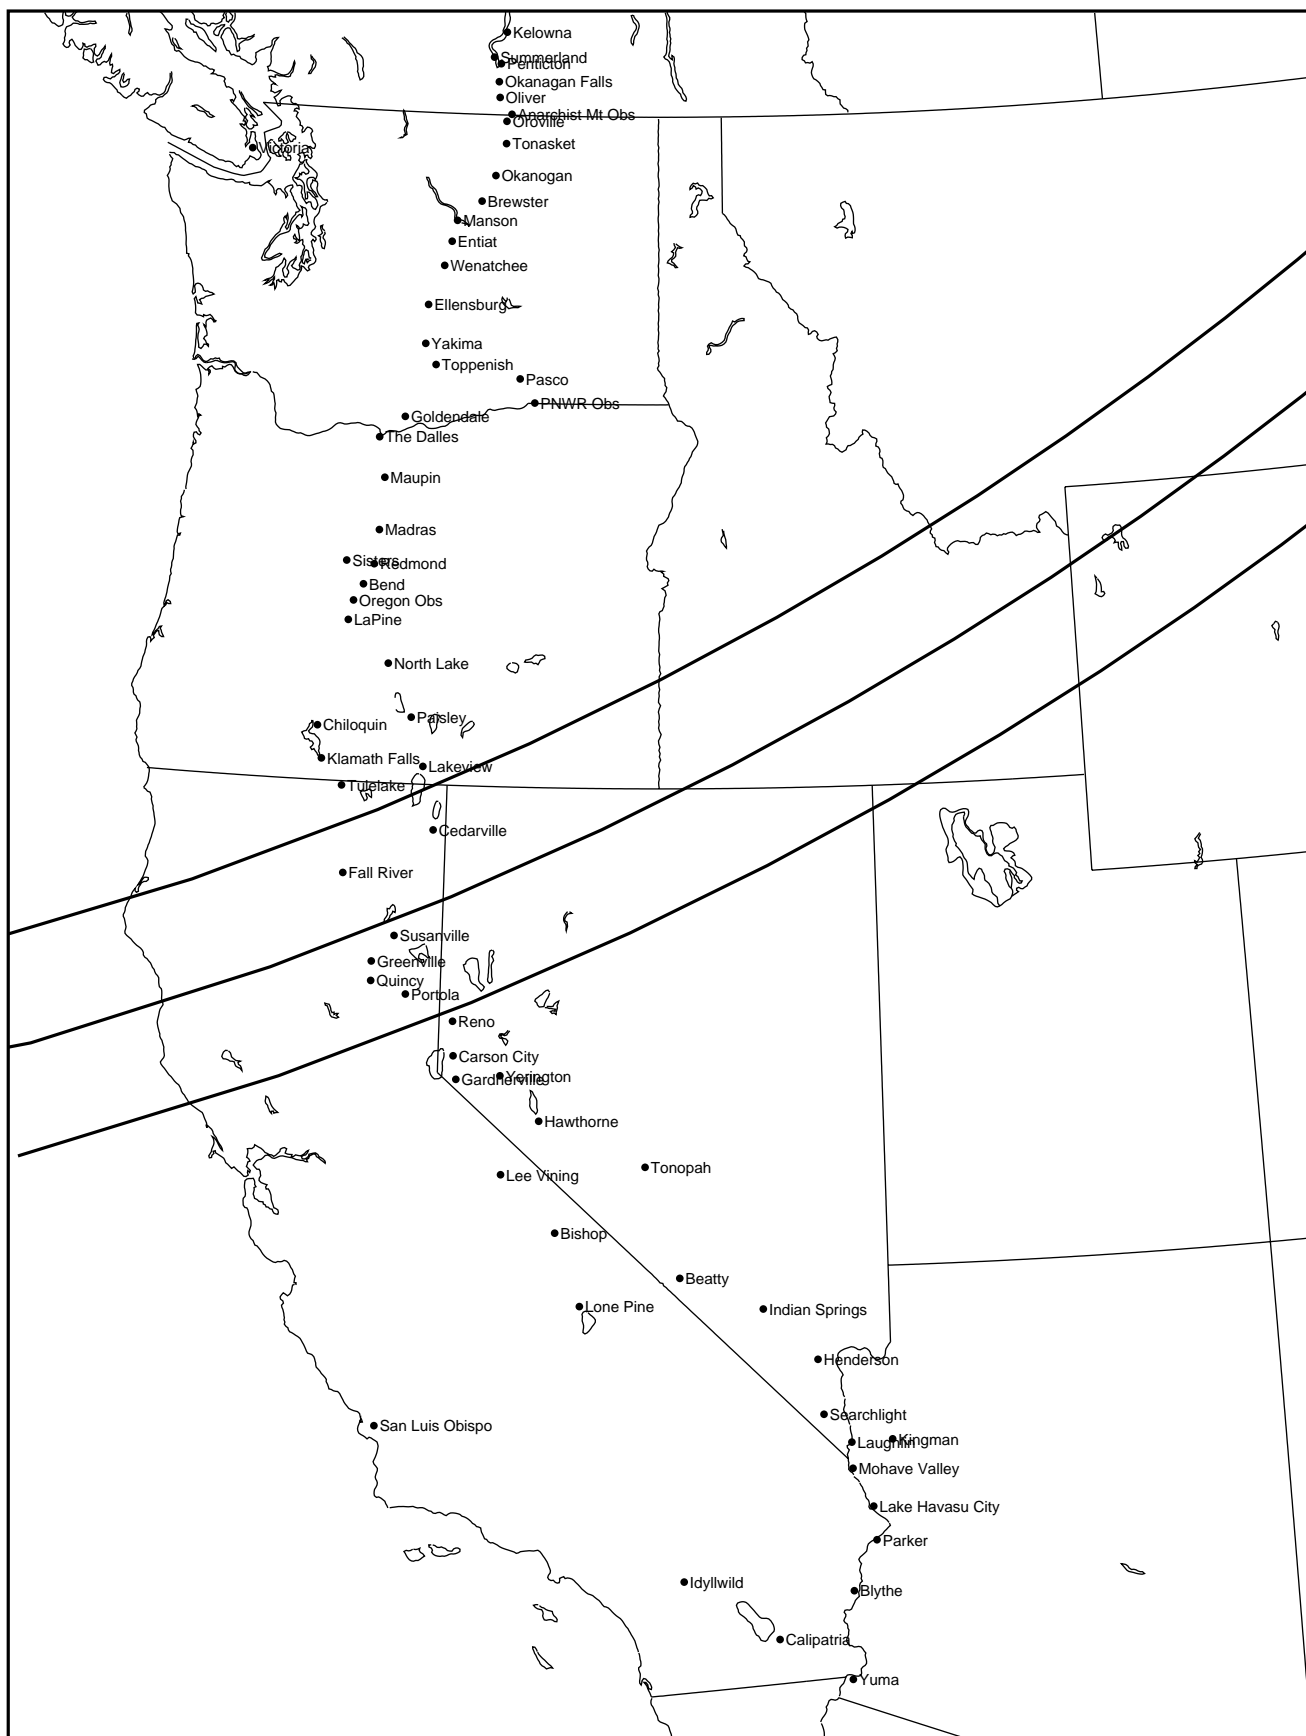 Kelowna
Summerland
Penticton
Okanagan Falls
Oliver
Anarchist Mt Obs
Oroville
Tonasket
Victoria
Okanogan
Brewster
Manson
Entiat
Wenatchee
Ellensburg
Yakima
Toppenish
Pasco
PNWR Obs
Goldendale
The Dalles
Maupin
Madras
Sisters
Redmond
Bend
Oregon Obs
LaPine
North Lake
Paisley
Chiloquin
Klamath Falls
Lakeview
Tulelake
Cedarville
Fall River
Susanville
Greenville
Quincy
Portola
Reno
Carson City
Yerington
Gardnerville
Hawthorne
Tonopah
Lee Vining
Bishop
Beatty
Lone Pine
Indian Springs
Henderson
Searchlight
San Luis Obispo
Kingman
Laughlin
Mohave Valley
Lake Havasu City
Parker
Idyllwild
Blythe
Calipatria
Yuma